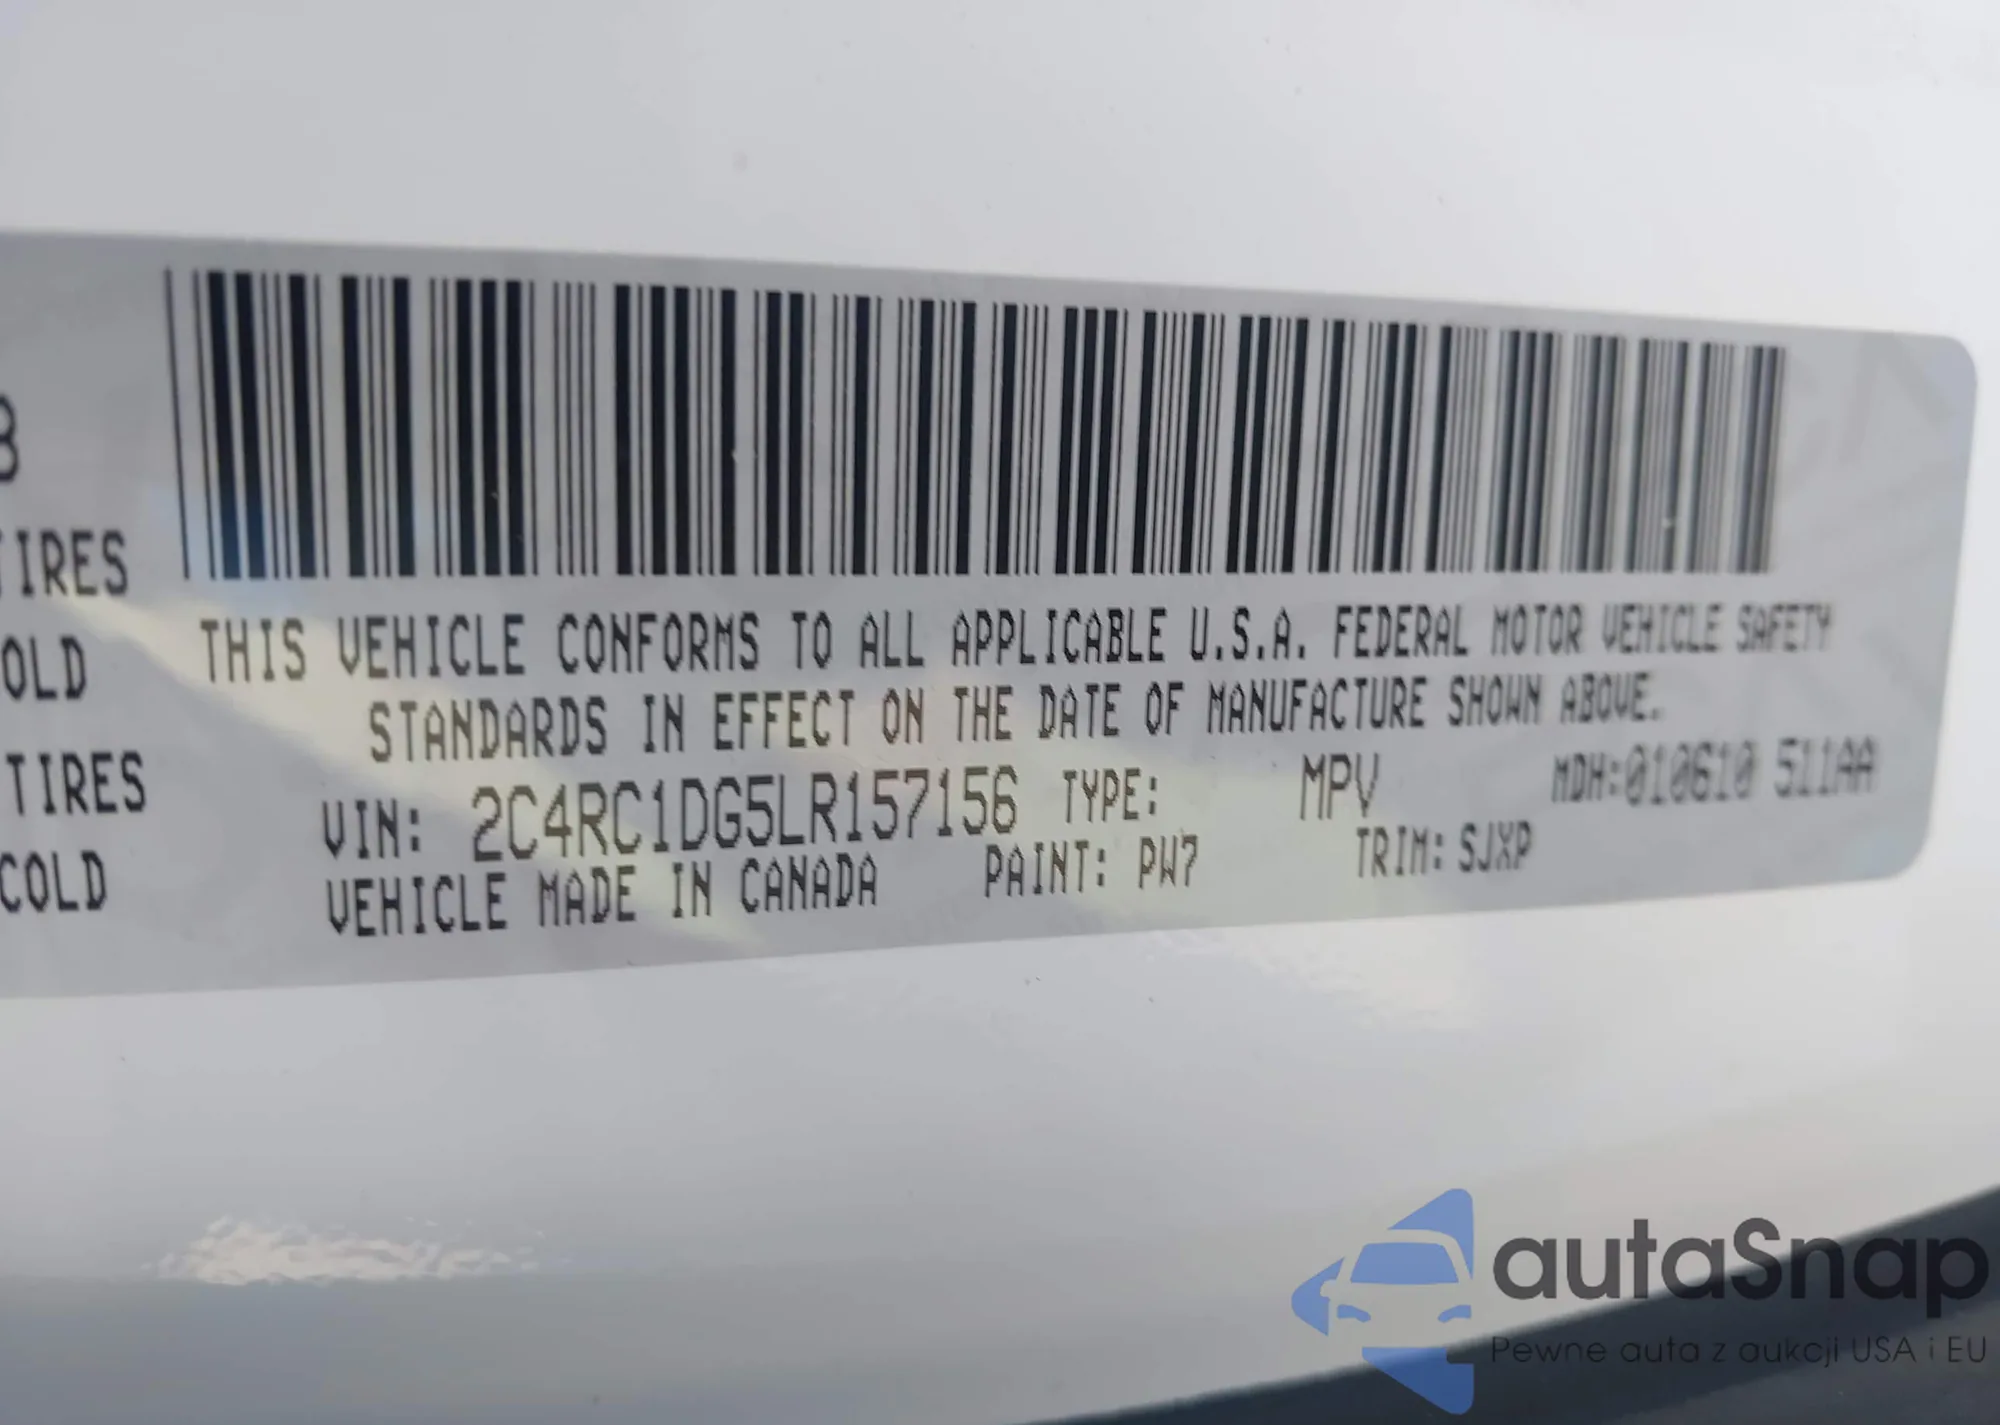 8
TIRES
OLD
TIRES
COLD
THIS VEHICLE CONFORMS TO ALL APPLICABLE U.S.A. FEDERAL MOTOR VEHICLE SAFETY
STANDARDS IN EFFECT ON THE DATE OF MANUFACTURE SHOWN ABOVE.
VIN: 2C4RC1DG5LR157156 TYPE: MPV MDH:010610 511AA
VEHICLE MADE IN CANADA PAINT: PW7 TRIM: SJXP
autaSnap
Pewne auta z aukcji USA i EU